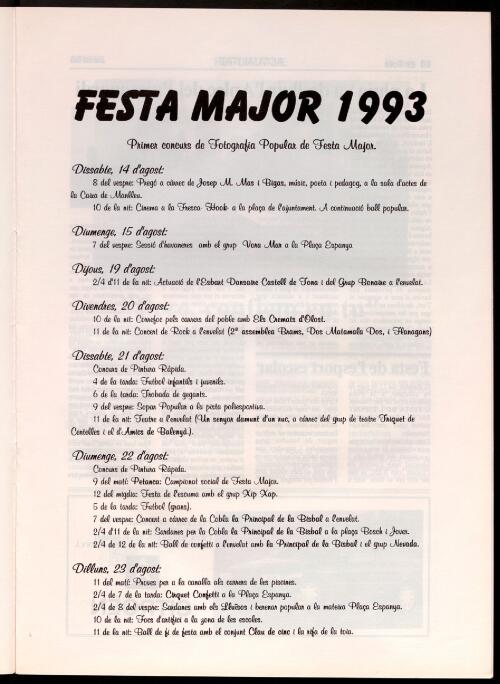 FESTA MAJOR 1993
Primer concurs de Fotografia Popular de Festa Major.
Dissabte, 14 d'agost:
8 del vespre: Pregó a càrrec de Josep M. Mas i Bigas, músic, poeta i pedagog, a la sala d'actes de
la Caixa de Manlleu.
10 de la nit: Cinema a la Fresca -Hook- a la plaça de l'ajuntament. A continuació ball popular.
Diumenge, 15 d'agost:
7 del vespre: Sessió d'havaneres amb el grup Vora Mar a la Plaça Espanya
Dijous, 19 d'agost:
2/4 d'11 de la nit: Actuació de l'Esbart Dansaire Castell de Tona i del Grup Bonaire a l'envelat.
Divendres, 20 d'agost:
10 de la nit: Correfoc pels carrers del poble amb Els Cremats d'Olost.
11 de la nit: Concert de Rock a l'envelat (2ª assemblea Brams, Dos Matamala Dos, i Flanagans)
Dissabte, 21 d'agost:
Concurs de Pintura Ràpida.
4 de la tarda: Futbol infantils i juvenils.
6 de la tarda: Trobada de gegants.
9 del vespre: Sopar Popular a la pista poliesportiva.
11 de la nit: Teatre a l'envelat (Un senyor damunt d'un ruc, a càrrec del grup de teatre Triquet de
Centelles i el d'Amics de Balenyà.).
Diumenge, 22 d'agost:
Concurs de Pintura Ràpida.
9 del matí: Petanca: Campionat social de Festa Major.
12 del migdia: Festa de l'escuma amb el grup Xip Xap.
5 de la tarda: Futbol (grans).
7 del vespre: Concert a càrrec de la Cobla la Principal de la Bisbal a l'envelat.
2/4 d'11 de la nit: Sardanes per la Cobla la Principal de la Bisbal a la plaça Bosch i Jover.
2/4 de 12 de la nit: Ball de confetti a l'envelat amb la Principal de la Bisbal i el grup Nevada.
Dilluns, 23 d'agost:
11 del matí: Proves per a la canalla als carrers de les piscines.
2/4 de 7 de la tarda: Cinquet Confetti a la Plaça Espanya.
2/4 de 8 del vespre: Sardanes amb els Lluïsos i berenar popular a la mateixa Plaça Espanya.
10 de la nit: Focs d'artifici a la zona de les escoles.
11 de la nit: Ball de fi de festa amb el conjunt Clau de cinc i la rifa de la toia.